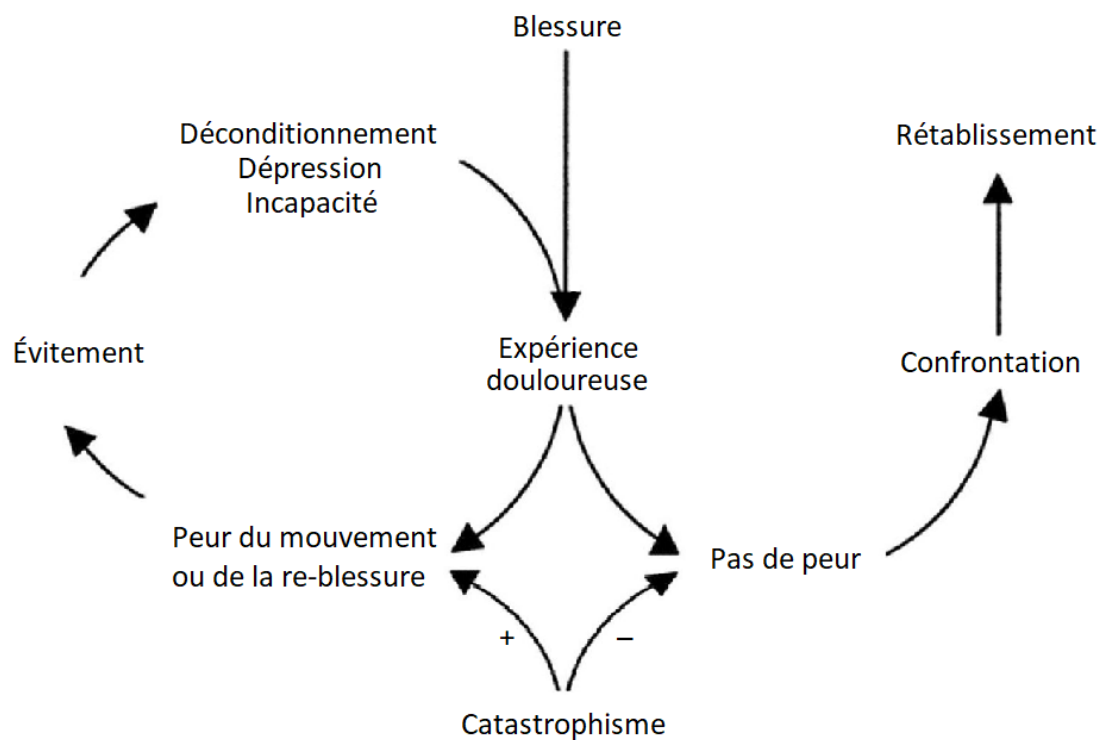 Blessure
Déconditionnement
Dépression
Incapacité
Rétablissement
Évitement
Expérience
douloureuse
Confrontation
Peur du mouvement
ou de la re-blessure
Pas de peur
+
–
Catastrophisme